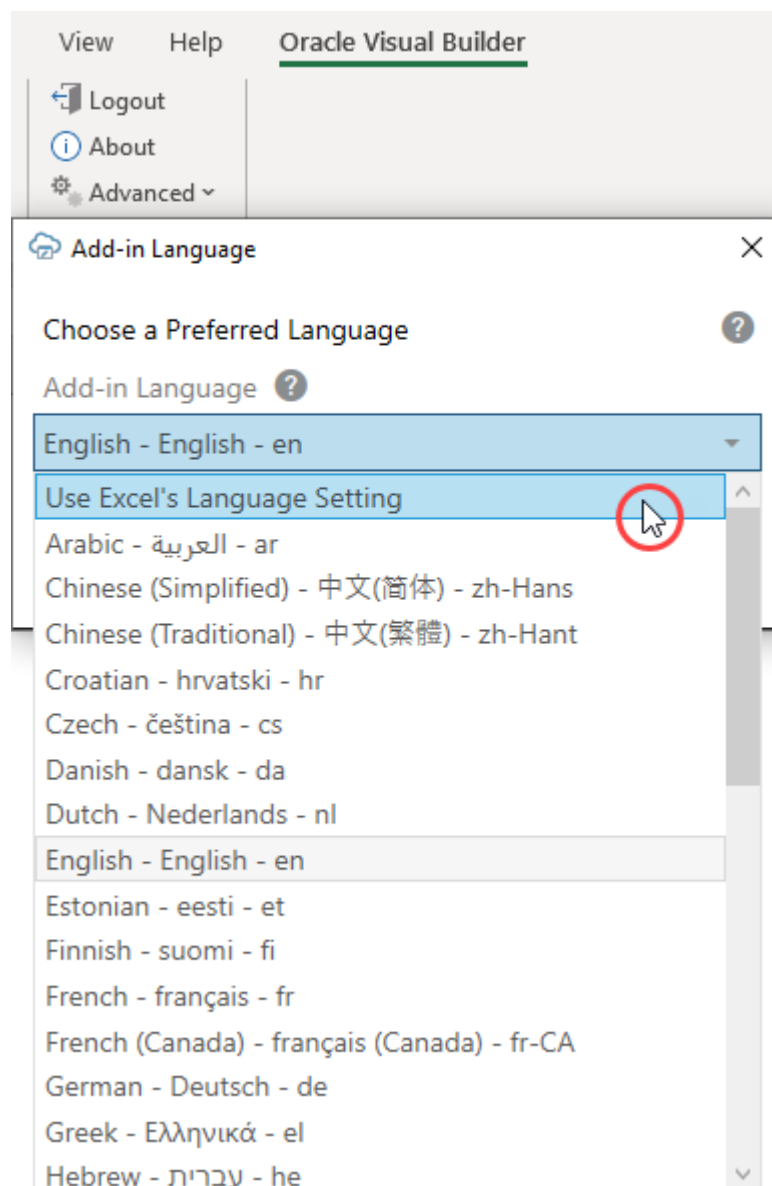 View Help Oracle Visual Builder
Logout
About
Advanced
Add-in Language
Choose a Preferred Language
Add-in Language
English - English - en
Use Excel's Language Setting
Arabic - العربية - ar
Chinese (Simplified) - 中文(简体) - zh-Hans
Chinese (Traditional) - 中文(繁體) - zh-Hant
Croatian - hrvatski - hr
Czech - čeština - cs
Danish - dansk - da
Dutch - Nederlands - nl
English - English - en
Estonian - eesti - et
Finnish - suomi - fi
French - français - fr
French (Canada) - français (Canada) - fr-CA
German - Deutsch - de
Greek - Ελληνικά - el
Hebrew - עברית - he